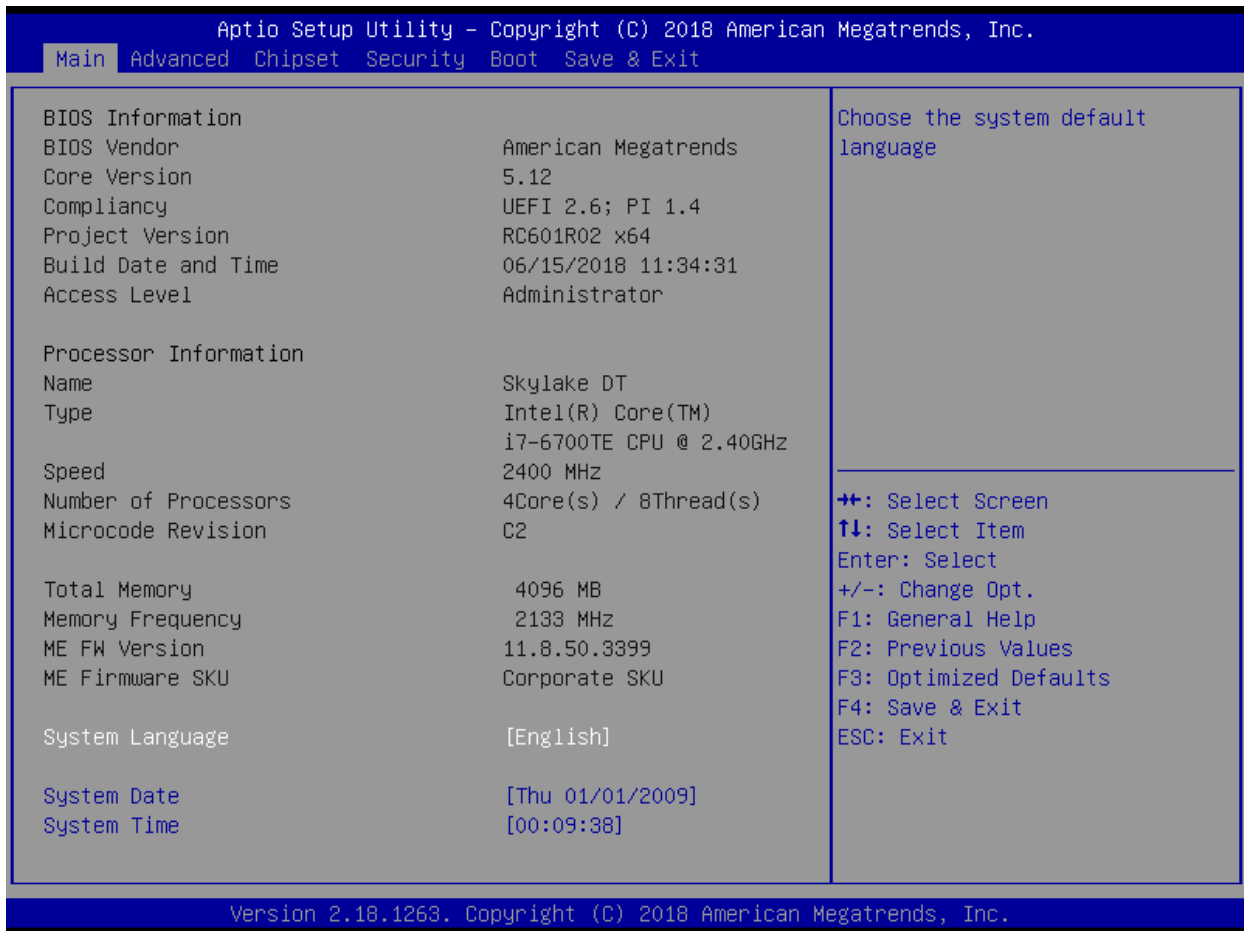 Aptio Setup Utility – Copyright (C) 2018 American Megatrends, Inc.
Main Advanced Chipset Security Boot Save & Exit
BIOS Information
BIOS Vendor American Megatrends
Core Version 5.12
Compliancy UEFI 2.6; PI 1.4
Project Version RC601R02 x64
Build Date and Time 06/15/2018 11:34:31
Access Level Administrator
Processor Information
Name Skylake DT
Type Intel(R) Core(TM)
i7-6700TE CPU @ 2.40GHz
Speed 2400 MHz
Number of Processors 4Core(s) / 8Thread(s)
Microcode Revision C2
Total Memory 4096 MB
Memory Frequency 2133 MHz
ME FW Version 11.8.50.3399
ME Firmware SKU Corporate SKU
System Language [English]
System Date [Thu 01/01/2009]
System Time [00:09:38]
Choose the system default
language
→←: Select Screen
↑↓: Select Item
Enter: Select
+/-: Change Opt.
F1: General Help
F2: Previous Values
F3: Optimized Defaults
F4: Save & Exit
ESC: Exit
Version 2.18.1263. Copyright (C) 2018 American Megatrends, Inc.